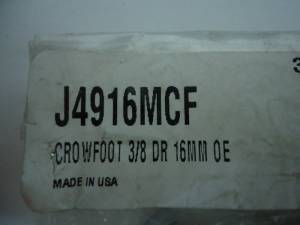 J4916MCF
CROWFOOT 3/8 DR 16MM OE
MADE IN USA